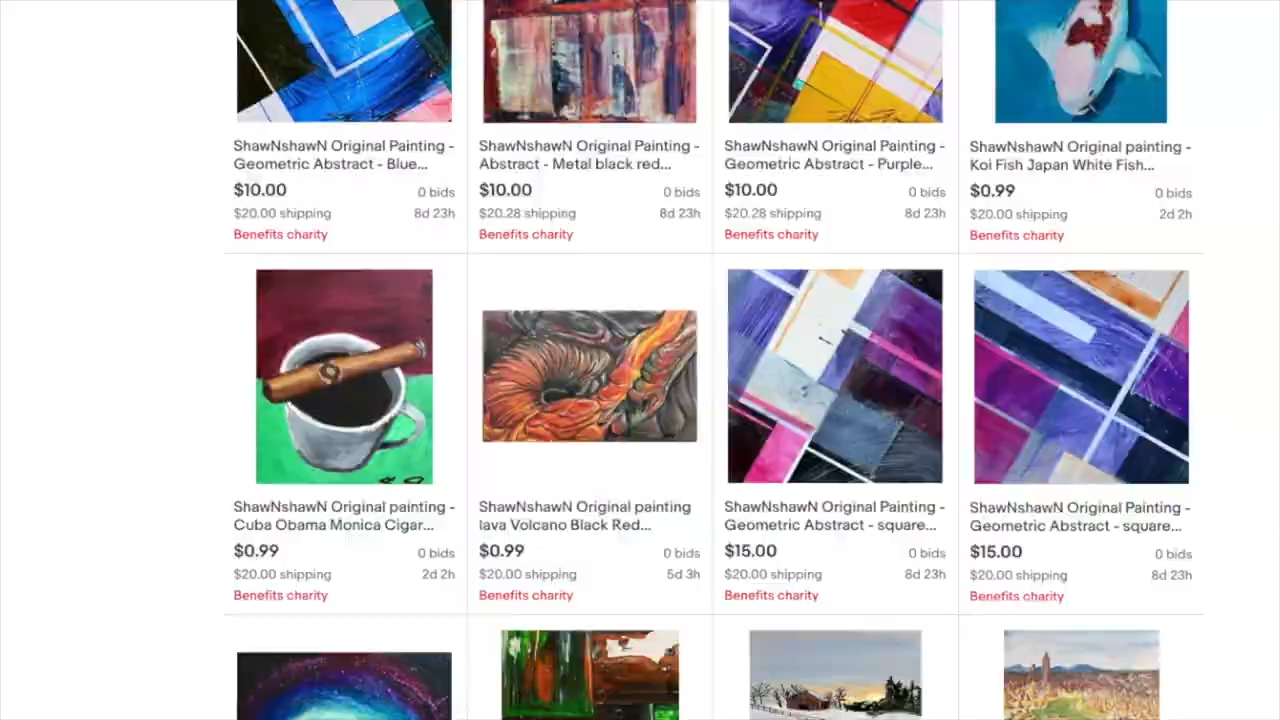 ShawNshawN Original Painting -
Geometric Abstract - Blue...
$10.00 0 bids
$20.00 shipping 8d 23h
Benefits charity
ShawNshawN Original Painting -
Abstract - Metal black red...
$10.00 0 bids
$20.28 shipping 8d 23h
Benefits charity
ShawNshawN Original Painting -
Geometric Abstract - Purple...
$10.00 0 bids
$20.28 shipping 8d 23h
Benefits charity
ShawNshawN Original painting -
Koi Fish Japan White Fish...
$0.99 0 bids
$20.00 shipping 2d 2h
Benefits charity
ShawNshawN Original painting -
Cuba Obama Monica Cigar...
$0.99 0 bids
$20.00 shipping 2d 2h
Benefits charity
ShawNshawN Original painting
lava Volcano Black Red...
$0.99 0 bids
$20.00 shipping 5d 3h
Benefits charity
ShawNshawN Original Painting -
Geometric Abstract - square...
$15.00 0 bids
$20.00 shipping 8d 23h
Benefits charity
ShawNshawN Original Painting -
Geometric Abstract - square...
$15.00 0 bids
$20.00 shipping 8d 23h
Benefits charity